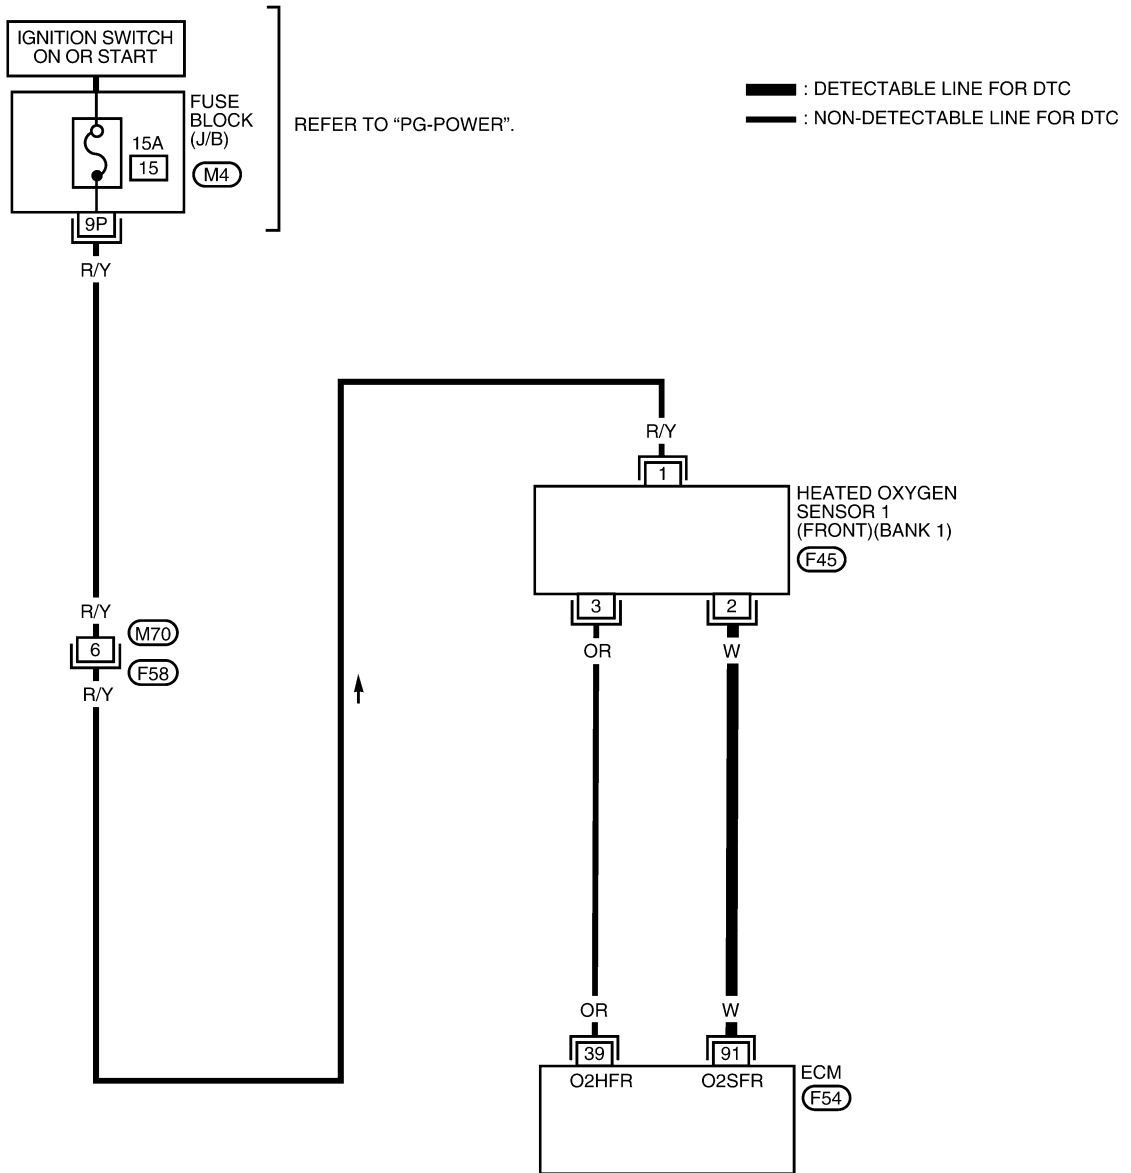 IGNITION SWITCH
ON OR START
FUSE
BLOCK
(J/B)
15A
15
M4
REFER TO “PG-POWER”.
: DETECTABLE LINE FOR DTC
: NON-DETECTABLE LINE FOR DTC
9P
R/Y
R/Y
1
HEATED OXYGEN
SENSOR 1
(FRONT)(BANK 1)
F45
3
2
R/Y
M70
6
F58
R/Y
OR
W
OR
W
39
91
O2HFR
O2SFR
ECM
F54